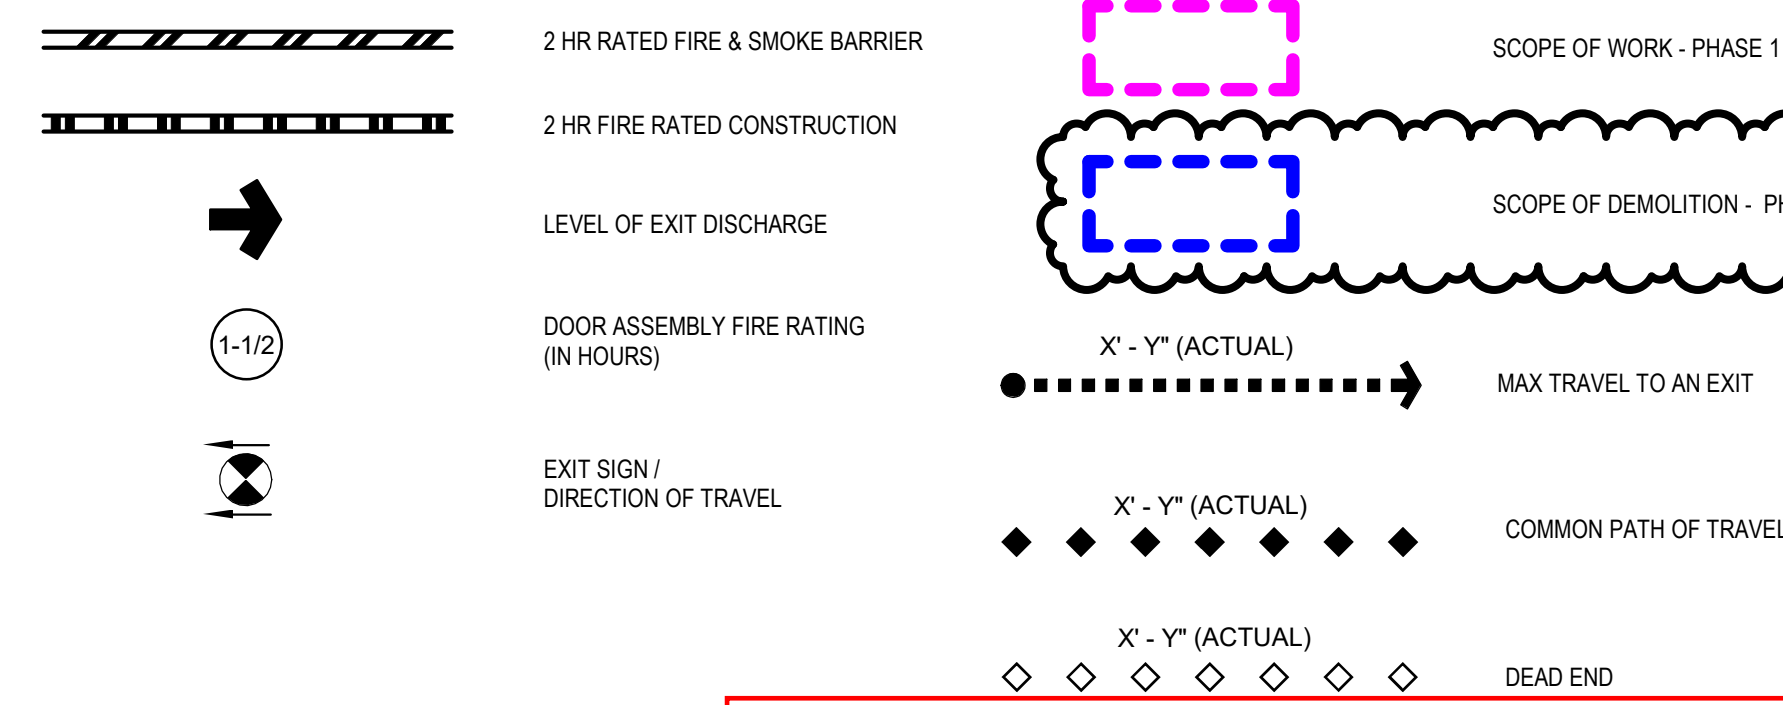 2 HR RATED FIRE & SMOKE BARRIER
2 HR FIRE RATED CONSTRUCTION
LEVEL OF EXIT DISCHARGE
1-1/2
DOOR ASSEMBLY FIRE RATING
(IN HOURS)
EXIT SIGN /
DIRECTION OF TRAVEL
SCOPE OF WORK - PHASE 1
SCOPE OF DEMOLITION -
X' - Y" (ACTUAL)
MAX TRAVEL TO AN EXIT
X' - Y" (ACTUAL)
COMMON PATH OF TRAVEL
X' - Y" (ACTUAL)
DEAD END